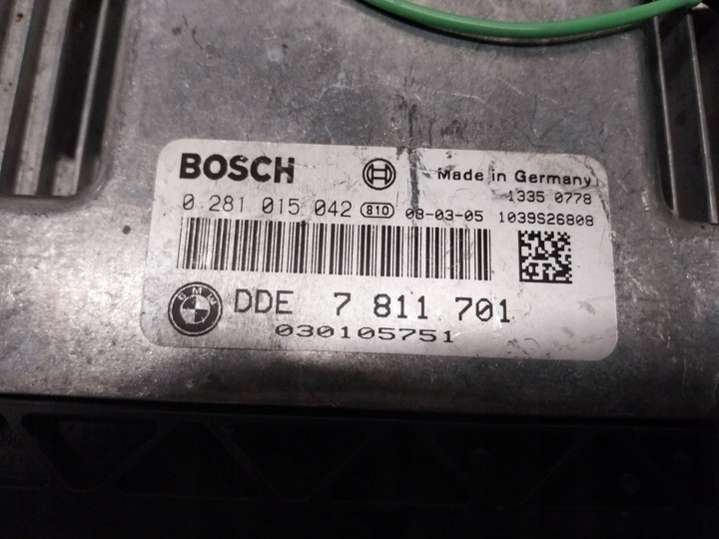 BOSCH Made in Germany
1335 0778
0 281 015 042 810 08-03-05 1039S26808
BMW DDE 7 811 701
030105751